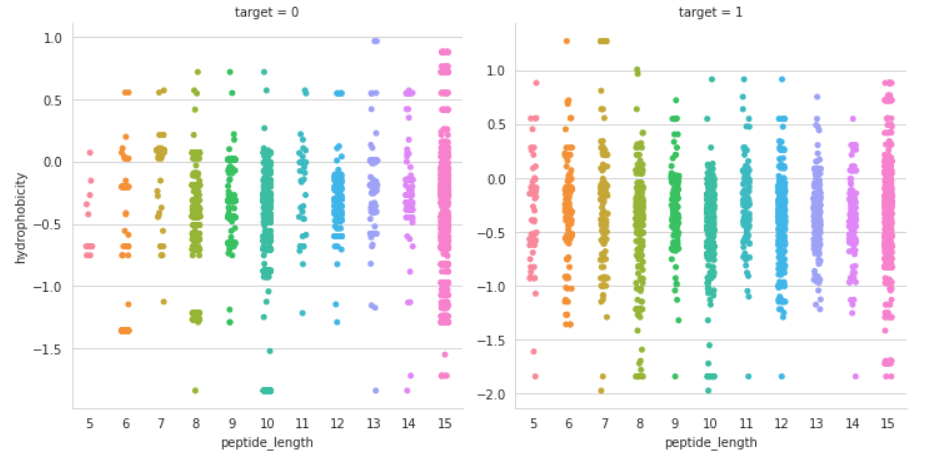 target = 0
target = 1
hydrophobicity
1.0
0.5
0.0
−0.5
−1.0
−1.5
1.0
0.5
0.0
−0.5
−1.0
−1.5
−2.0
5 6 7 8 9 10 11 12 13 14 15
5 6 7 8 9 10 11 12 13 14 15
peptide_length
peptide_length